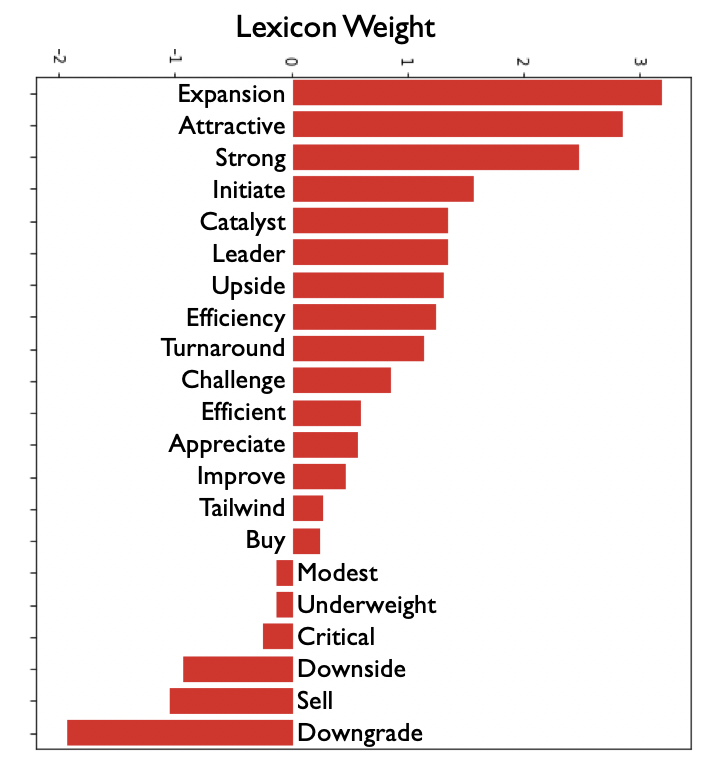 Lexicon Weight
-2 -1 0 1 2 3
Expansion
Attractive
Strong
Initiate
Catalyst
Leader
Upside
Efficiency
Turnaround
Challenge
Efficient
Appreciate
Improve
Tailwind
Buy
Modest
Underweight
Critical
Downside
Sell
Downgrade